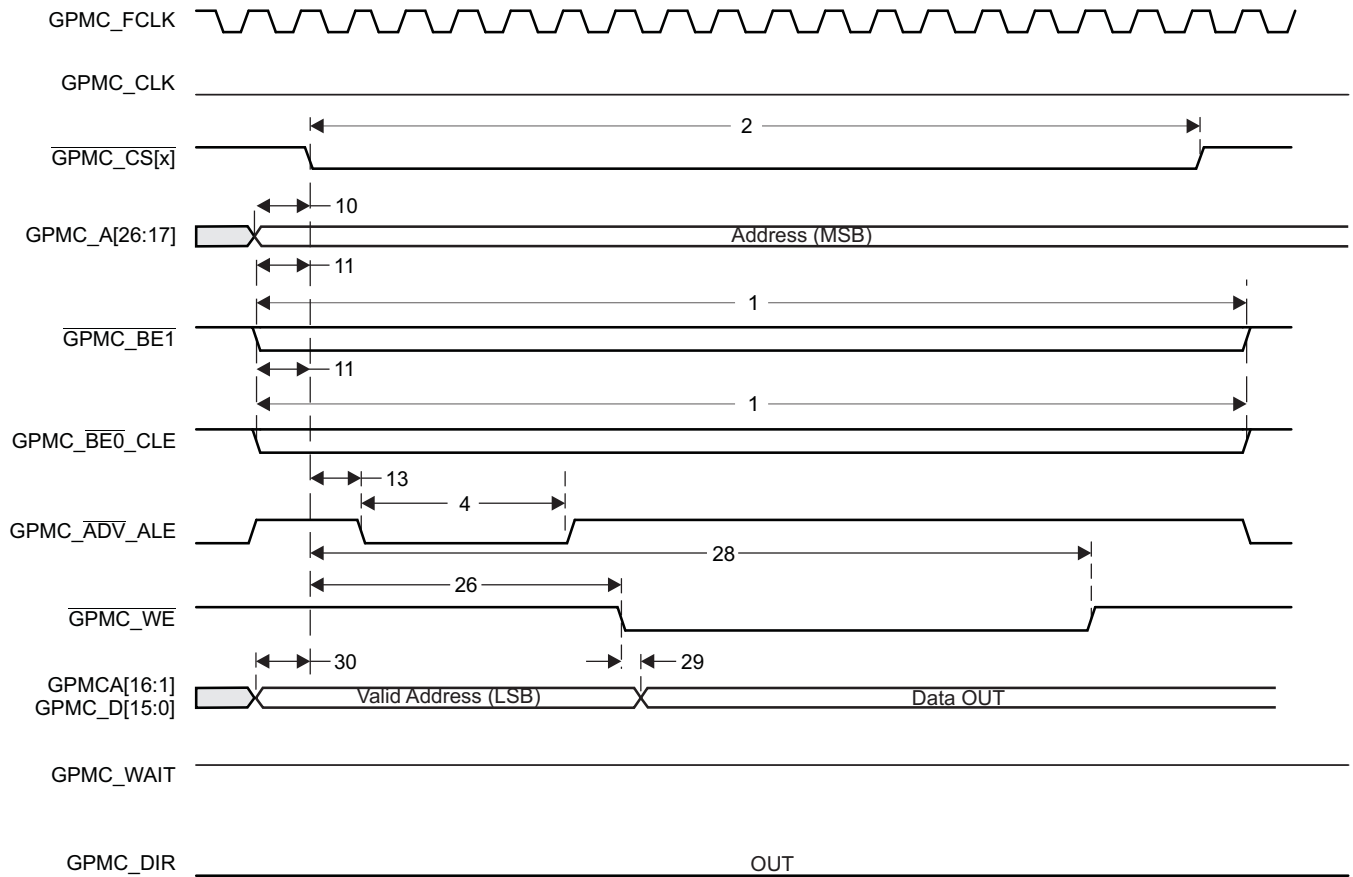 GPMC_FCLK
GPMC_CLK
2
GPMC_CS[x]
10
GPMC_A[26:17]
Address (MSB)
11
1
GPMC_BE1
11
1
GPMC_BE0_CLE
13
4
GPMC_ADV_ALE
28
26
GPMC_WE
30
29
GPMCA[16:1]
GPMC_D[15:0]
Valid Address (LSB)
Data OUT
GPMC_WAIT
GPMC_DIR
OUT